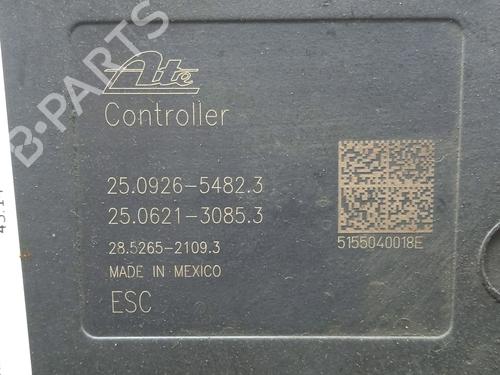 Ate
Controller
25.0926-5482.3
25.0621-3085.3
28.5265-2109.3
MADE IN MEXICO
ESC
5155040018E
B-PARTS